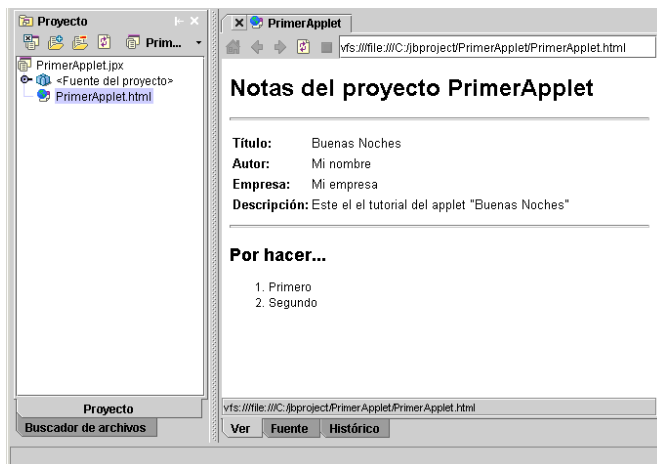 Proyecto
Prim...
PrimerApplet.jpx
<Fuente del proyecto>
PrimerApplet.html
Proyecto
Buscador de archivos
PrimerApplet
vfs:///file:///C:/jbproject/PrimerApplet/PrimerApplet.html
Notas del proyecto PrimerApplet
Título: Buenas Noches
Autor: Mi nombre
Empresa: Mi empresa
Descripción: Este el el tutorial del applet "Buenas Noches"
Por hacer...
1. Primero
2. Segundo
vfs:///file:///C:/jbproject/PrimerApplet/PrimerApplet.html
Ver Fuente Histórico